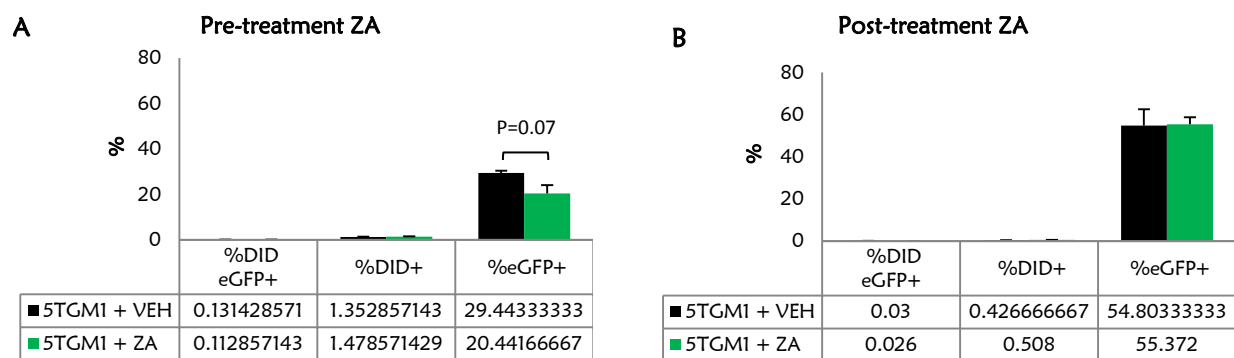 A
Pre-treatment ZA
80
60
40
20
0
%
P=0.07
%DID
eGFP+
%DID+
%eGFP+
5TGM1 + VEH 0.131428571 1.352857143 29.44333333
5TGM1 + ZA 0.112857143 1.478571429 20.44166667
B
Post-treatment ZA
80
60
40
20
0
%
%DID
eGFP+
%DID+
%eGFP+
5TGM1 + VEH 0.03 0.426666667 54.80333333
5TGM1 + ZA 0.026 0.508 55.372